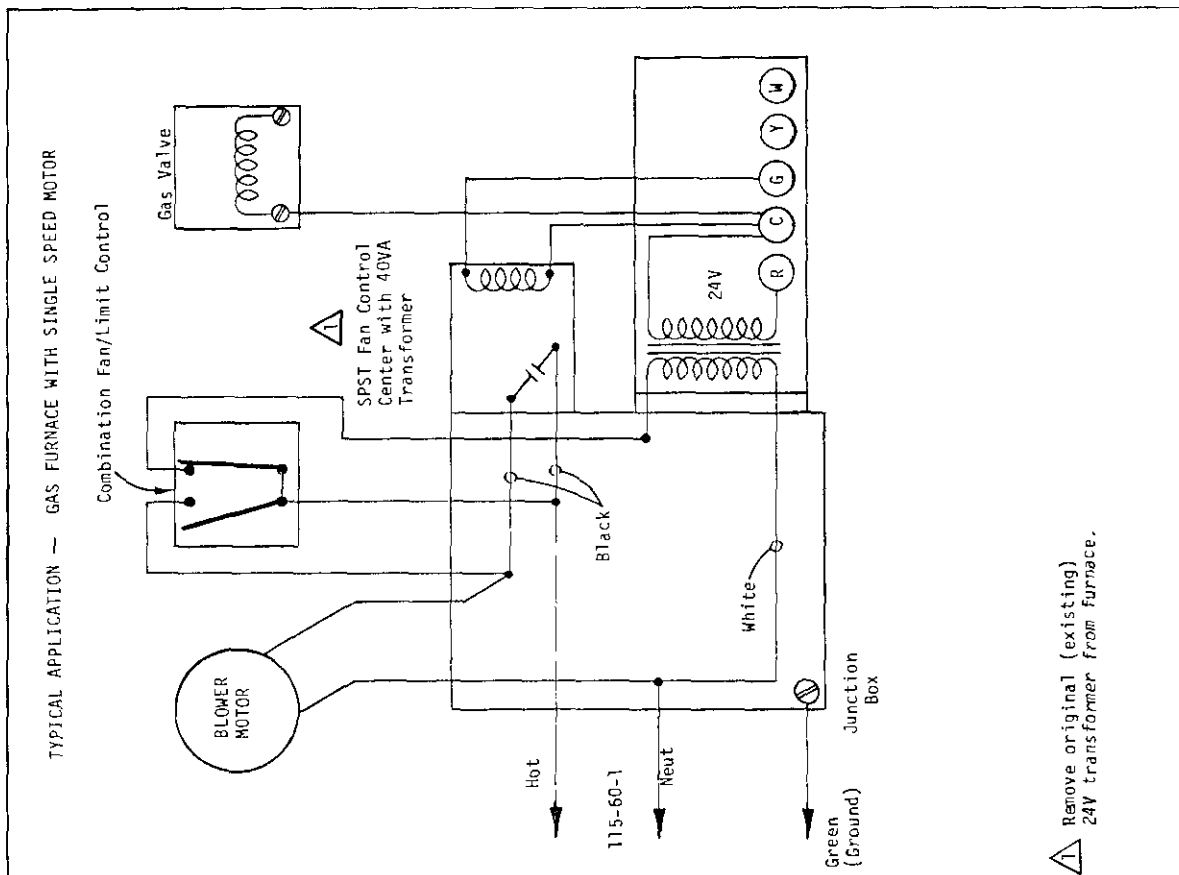 TYPICAL APPLICATION — GAS FURNACE WITH SINGLE SPEED MOTOR
Combination Fan/Limit Control
Gas Valve
BLOWER
MOTOR
1
SPST Fan Control
Center with 40VA
Transformer
Hot
115-60-1
Neut
Green
(Ground)
Black
White
Junction
Box
24V
R
C
G
Y
W
1 Remove original (existing)
24V transformer from furnace.